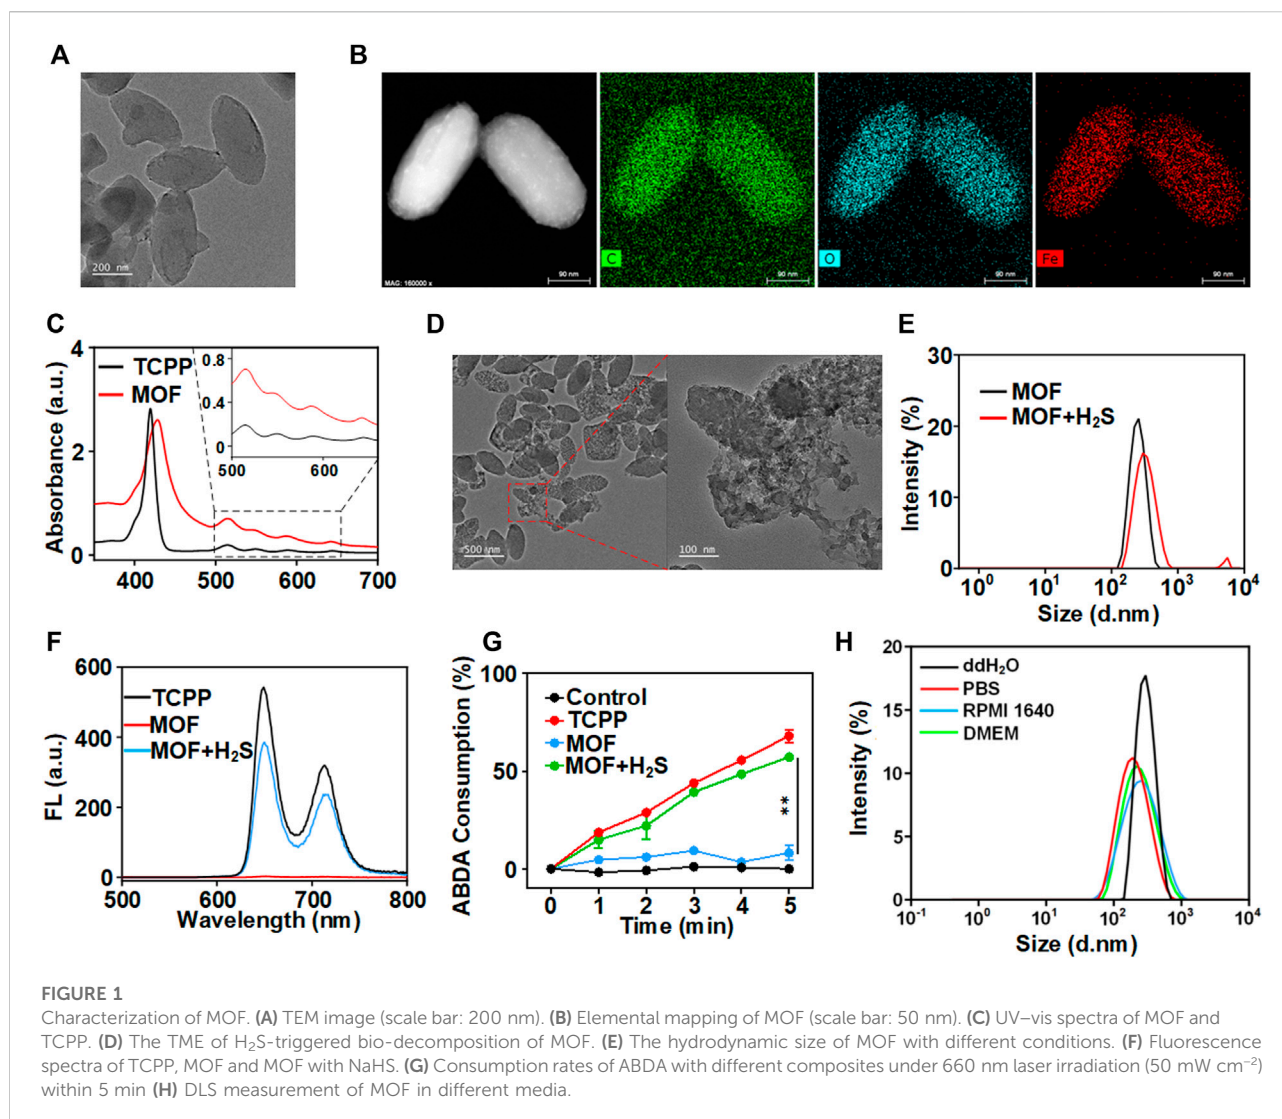 A
200 nm
B
MAG: 160000 x
90 nm
C
90 nm
O
90 nm
Fe
90 nm
C
4
2
0
Absorbance (a.u.)
TCPP
MOF
0.8
0.4
0
500
600
400
500
600
700
D
500 nm
100 nm
E
30
20
10
0
Intensity (%)
MOF
MOF+H₂S
10⁰
10¹
10²
10³
10⁴
Size (d.nm)
F
600
400
200
0
FL (a.u.)
TCPP
MOF
MOF+H₂S
500
600
700
800
Wavelength (nm)
G
100
50
0
ABDA Consumption (%)
Control
TCPP
MOF
MOF+H₂S
**
0
1
2
3
4
5
Time (min)
H
20
15
10
5
0
Intensity (%)
ddH₂O
PBS
RPMI 1640
DMEM
10⁻¹
10⁰
10¹
10²
10³
10⁴
Size (d.nm)
FIGURE 1
Characterization of MOF. (A) TEM image (scale bar: 200 nm). (B) Elemental mapping of MOF (scale bar: 50 nm). (C) UV–vis spectra of MOF and
TCPP. (D) The TME of H₂S-triggered bio-decomposition of MOF. (E) The hydrodynamic size of MOF with different conditions. (F) Fluorescence
spectra of TCPP, MOF and MOF with NaHS. (G) Consumption rates of ABDA with different composites under 660 nm laser irradiation (50 mW cm⁻²)
within 5 min (H) DLS measurement of MOF in different media.